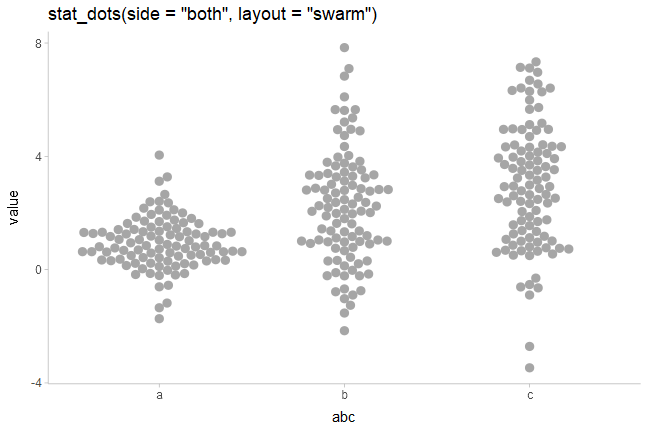 stat_dots(side = "both", layout = "swarm")
8
4
0
-4
value
a b c
abc